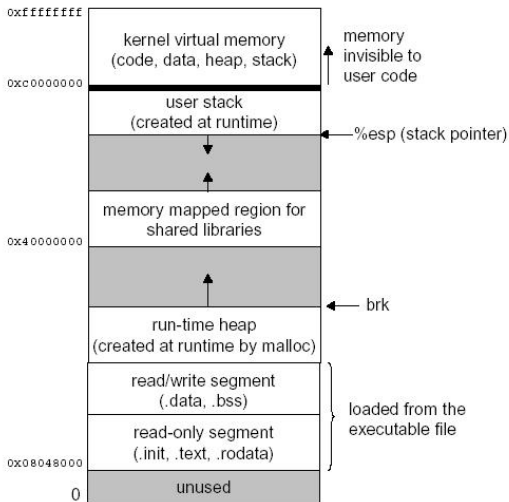 0xffffffff
kernel virtual memory
(code, data, heap, stack)
memory
invisible to
user code
0xc0000000
user stack
(created at runtime)
%esp (stack pointer)
memory mapped region for
shared libraries
0x40000000
brk
run-time heap
(created at runtime by malloc)
read/write segment
(.data, .bss)
loaded from the
executable file
read-only segment
(.init, .text, .rodata)
0x08048000
unused
0